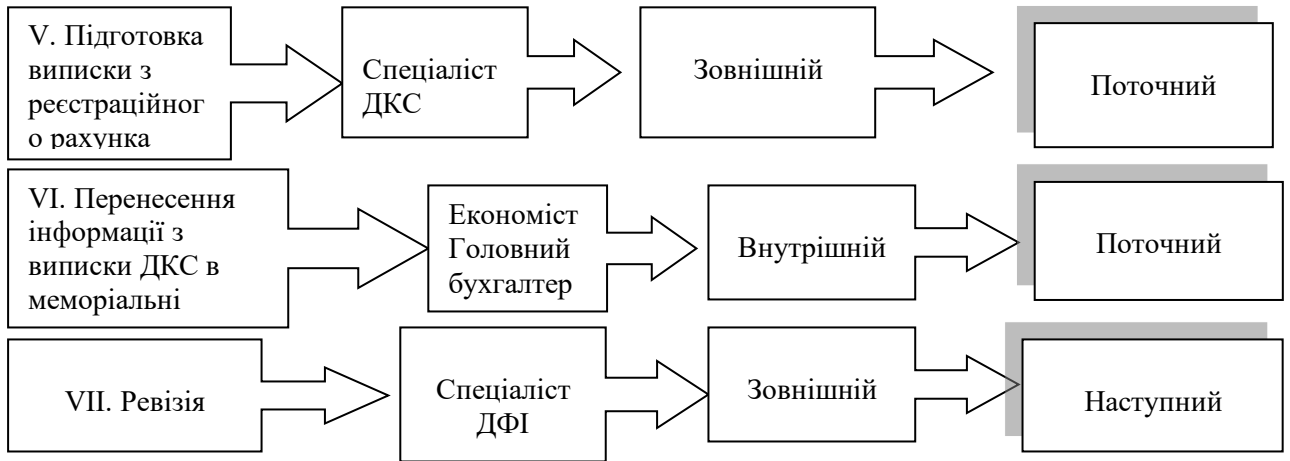 V. Підготовка
виписки з
реєстраційног
о рахунка
Спеціаліст
ДКС
Зовнішній
Поточний
VI. Перенесення
інформації з
виписки ДКС в
меморіальні
Економіст
Головний
бухгалтер
Внутрішній
Поточний
VII. Ревізія
Спеціаліст
ДФІ
Зовнішній
Наступний